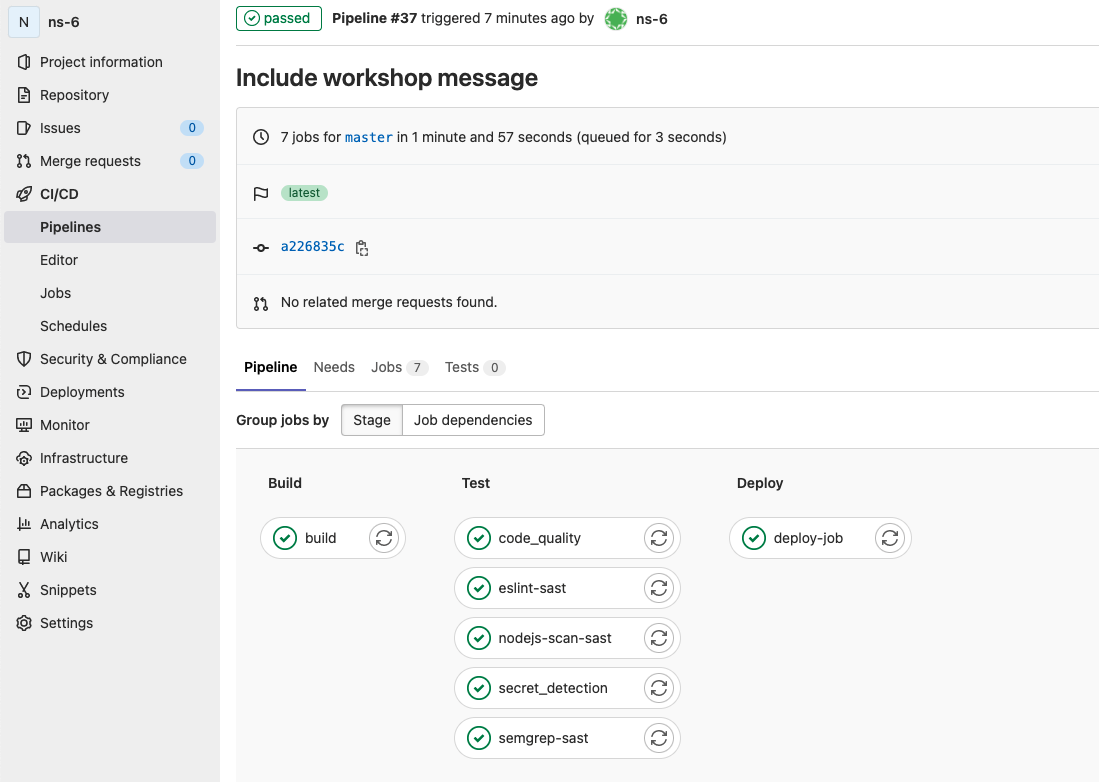 N ns-6
Project information
Repository
Issues 0
Merge requests 0
CI/CD
Pipelines
Editor
Jobs
Schedules
Security & Compliance
Deployments
Monitor
Infrastructure
Packages & Registries
Analytics
Wiki
Snippets
Settings
passed Pipeline #37 triggered 7 minutes ago by ns-6
Include workshop message
7 jobs for master in 1 minute and 57 seconds (queued for 3 seconds)
latest
a226835c
No related merge requests found.
Pipeline Needs Jobs 7 Tests 0
Group jobs by Stage Job dependencies
Build
build
Test
code_quality
eslint-sast
nodejs-scan-sast
secret_detection
semgrep-sast
Deploy
deploy-job